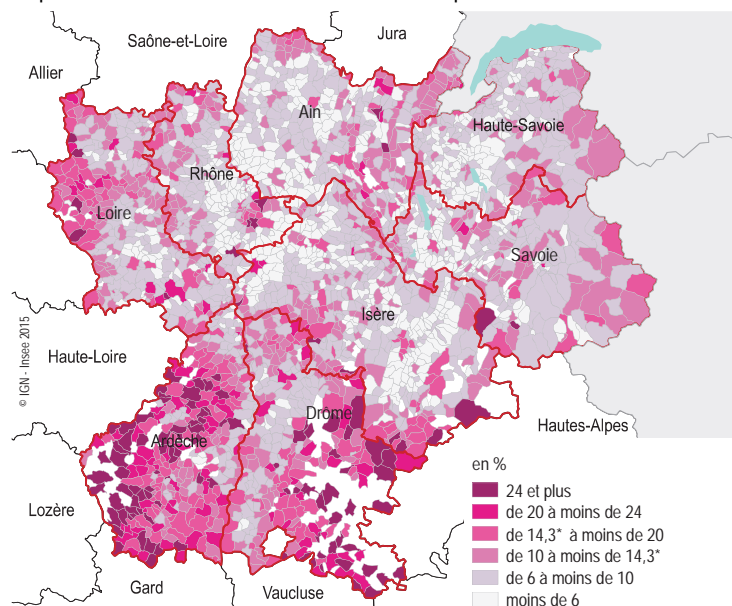 Saône-et-Loire
Jura
Allier
Ain
Haute-Savoie
Rhône
Loire
Savoie
Isère
© IGN - Insee 2015
Haute-Loire
Drôme
Ardèche
Hautes-Alpes
Lozère
Gard
Vaucluse
en %
24 et plus
de 20 à moins de 24
de 14,3* à moins de 20
de 10 à moins de 14,3*
de 6 à moins de 10
moins de 6